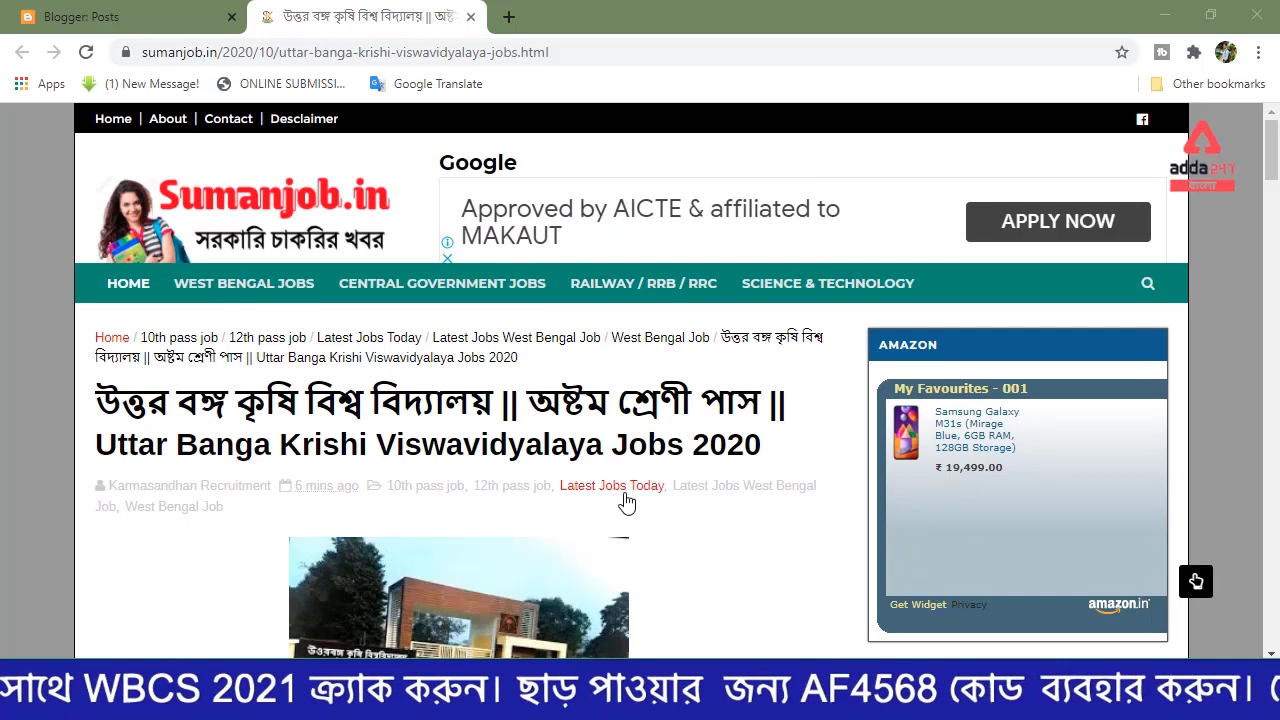 Blogger: Posts
উত্তর বঙ্গ কৃষি বিশ্ব বিদ্যালয় || অষ্ট
sumanjob.in/2020/10/uttar-banga-krishi-viswavidyalaya-jobs.html
Apps (1) New Message! ONLINE SUBMISSI... Google Translate Other bookmarks
Home | About | Contact | Desclaimer
adda247
বাংলা
Sumanjob.in
সরকারি চাকরির খবর
Google
Approved by AICTE & affiliated to
MAKAUT
APPLY NOW
HOME WEST BENGAL JOBS CENTRAL GOVERNMENT JOBS RAILWAY / RRB / RRC SCIENCE & TECHNOLOGY
Home / 10th pass job / 12th pass job / Latest Jobs Today / Latest Jobs West Bengal Job / West Bengal Job / উত্তর বঙ্গ কৃষি বিশ্ব
বিদ্যালয় || অষ্টম শ্রেণী পাস || Uttar Banga Krishi Viswavidyalaya Jobs 2020
উত্তর বঙ্গ কৃষি বিশ্ব বিদ্যালয় || অষ্টম শ্রেণী পাস ||
Uttar Banga Krishi Viswavidyalaya Jobs 2020
Karmasandhan Recruitment 6 mins ago 10th pass job, 12th pass job, Latest Jobs Today, Latest Jobs West Bengal
Job, West Bengal Job
উত্তরবঙ্গ কৃষি বিশ্ববিদ্যালয়
AMAZON
My Favourites - 001
Samsung Galaxy
M31s (Mirage
Blue, 6GB RAM,
128GB Storage)
₹ 19,499.00
Get Widget Privacy amazon.in
সাথে WBCS 2021 ক্র্যাক করুন। ছাড় পাওয়ার জন্য AF4568 কোড ব্যবহার করুন।